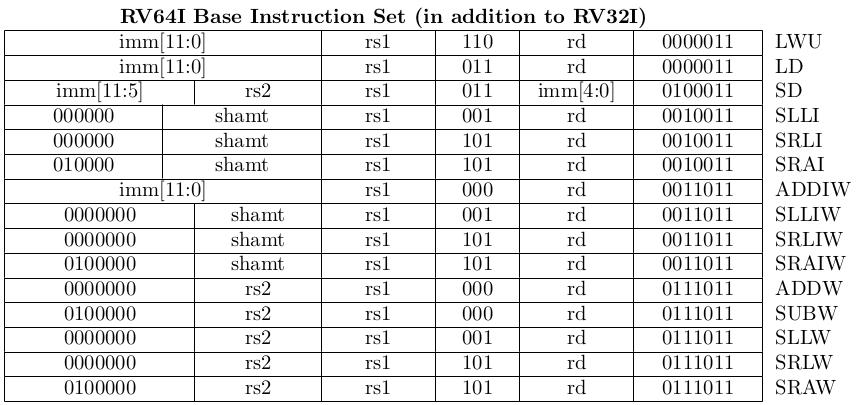 RV64I Base Instruction Set (in addition to RV32I)
imm[11:0] rs1 110 rd 0000011 LWU
imm[11:0] rs1 011 rd 0000011 LD
imm[11:5] rs2 rs1 011 imm[4:0] 0100011 SD
000000 shamt rs1 001 rd 0010011 SLLI
000000 shamt rs1 101 rd 0010011 SRLI
010000 shamt rs1 101 rd 0010011 SRAI
imm[11:0] rs1 000 rd 0011011 ADDIW
0000000 shamt rs1 001 rd 0011011 SLLIW
0000000 shamt rs1 101 rd 0011011 SRLIW
0100000 shamt rs1 101 rd 0011011 SRAIW
0000000 rs2 rs1 000 rd 0111011 ADDW
0100000 rs2 rs1 000 rd 0111011 SUBW
0000000 rs2 rs1 001 rd 0111011 SLLW
0000000 rs2 rs1 101 rd 0111011 SRLW
0100000 rs2 rs1 101 rd 0111011 SRAW